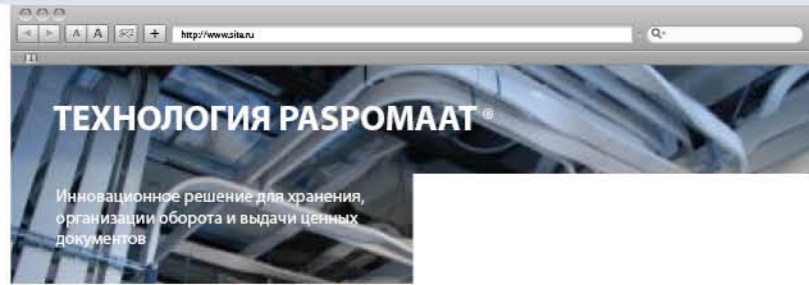 A A +
http://www.site.ru
Q
ТЕХНОЛОГИЯ PASPOMAAT ®
Инновационное решение для хранения,
организации оборота и выдачи ценных
документов